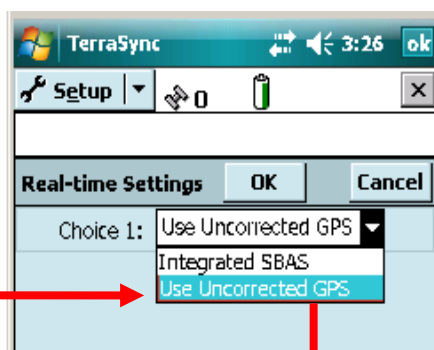 TerraSync 3:26 ok
Setup 0
Real-time Settings OK Cancel
Choice 1: Use Uncorrected GPS
Integrated SBAS
Use Uncorrected GPS